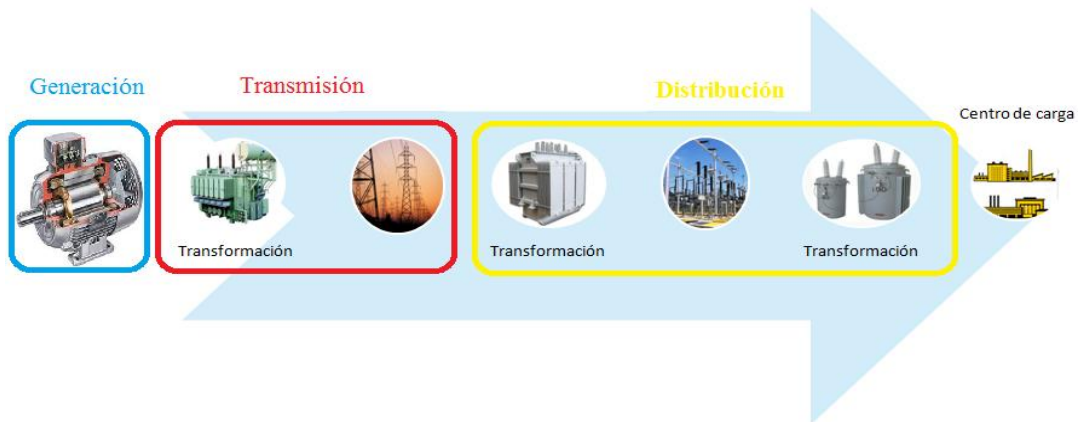 Generación
Transmisión
Distribución
Centro de carga
Transformación
Transformación
Transformación